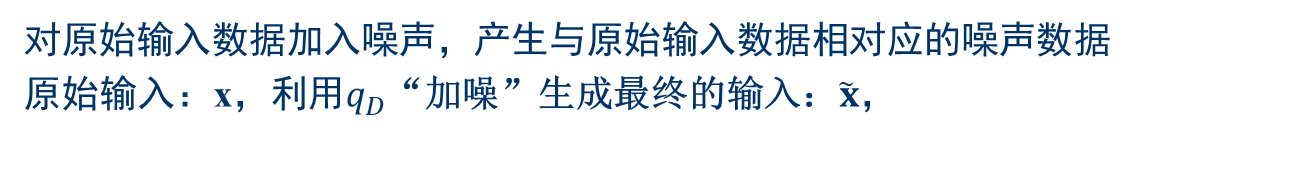 对原始输入数据加入噪声，产生与原始输入数据相对应的噪声数据
原始输入：x，利用q_D“加噪”生成最终的输入：x̃，